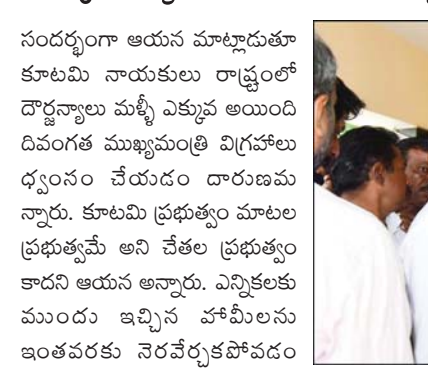 సందర్భంగా ఆయన మాట్లాడుతూ
కూటమి నాయకులు రాష్ట్రంలో
దౌర్జన్యాలు మళ్ళీ ఎక్కువ అయింది
దివంగత ముఖ్యమంత్రి విగ్రహాలు
ధ్వంసం చేయడం దారుణమ
న్నారు. కూటమి ప్రభుత్వం మాటల
ప్రభుత్వమే అని చేతల ప్రభుత్వం
కాదని ఆయన అన్నారు. ఎన్నికలకు
ముందు ఇచ్చిన హామీలను
ఇంతవరకు నెరవేర్చకపోవడం